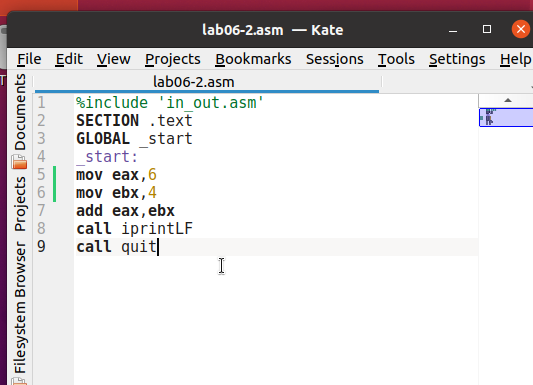 lab06-2.asm — Kate
File Edit View Projects Bookmarks Sessions Tools Settings Help
lab06-2.asm
Documents
Projects
Filesystem Browser
1 %include 'in_out.asm'
2 SECTION .text
3 GLOBAL _start
4 _start:
5 mov eax,6
6 mov ebx,4
7 add eax,ebx
8 call iprintLF
9 call quit